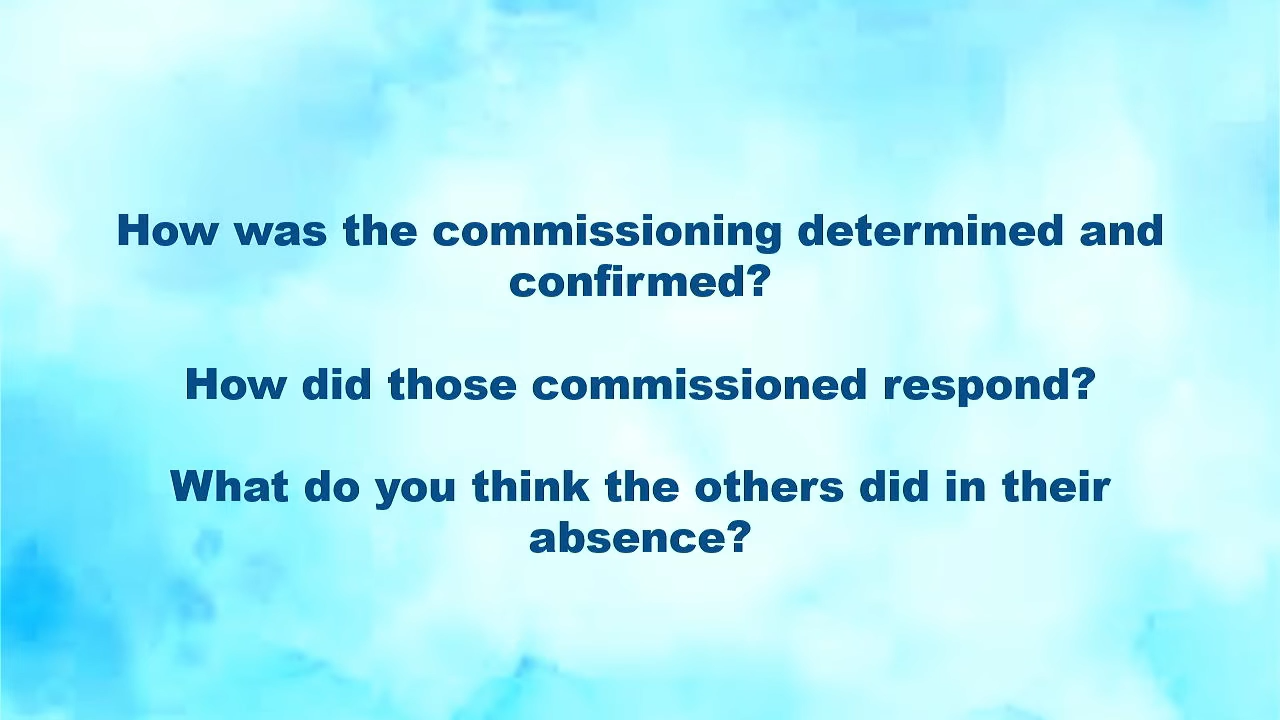 How was the commissioning determined and
confirmed?
How did those commissioned respond?
What do you think the others did in their
absence?